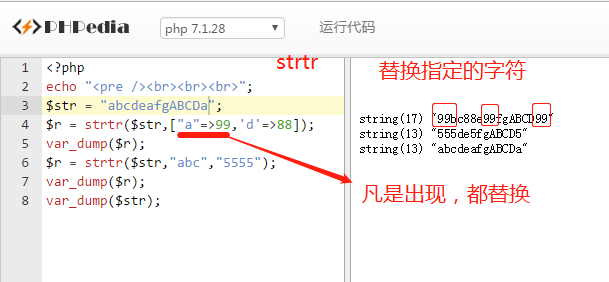 PHPedia
php 7.1.28
运行代码
strtr
替换指定的字符
1 <?php
2 echo "<pre /><br><br><br>";
3 $str = "abcdeafgABCDa";
4 $r = strtr($str,["a"=>99,'d'=>88]);
5 var_dump($r);
6 $r = strtr($str,"abc","5555");
7 var_dump($r);
8 var_dump($str);
string(17) "99bc88e99fgABCD99"
string(13) "555de5fgABCD5"
string(13) "abcdeafgABCDa"
凡是出现，都替换